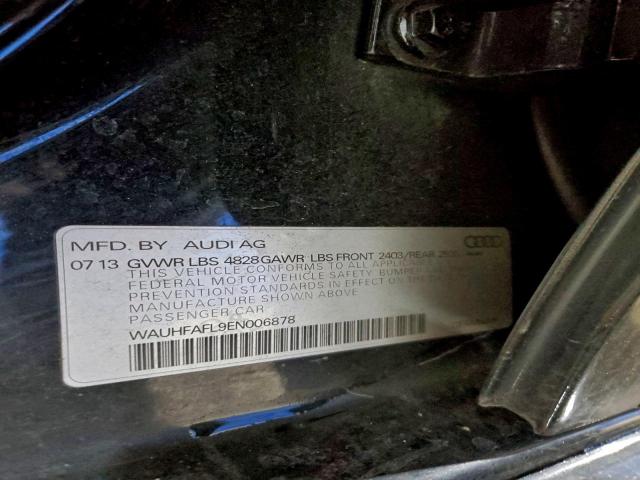 MFD. BY AUDI AG
07 13 GVWR LBS 4828 GAWR LBS FRONT 2403/REAR
THIS VEHICLE CONFORMS TO ALL APPLICABLE
FEDERAL MOTOR VEHICLE SAFETY BUMPER
PREVENTION STANDARDS IN EFFECT ON
MANUFACTURE SHOWN ABOVE
PASSENGER CAR
WAUHFAFL9EN006878